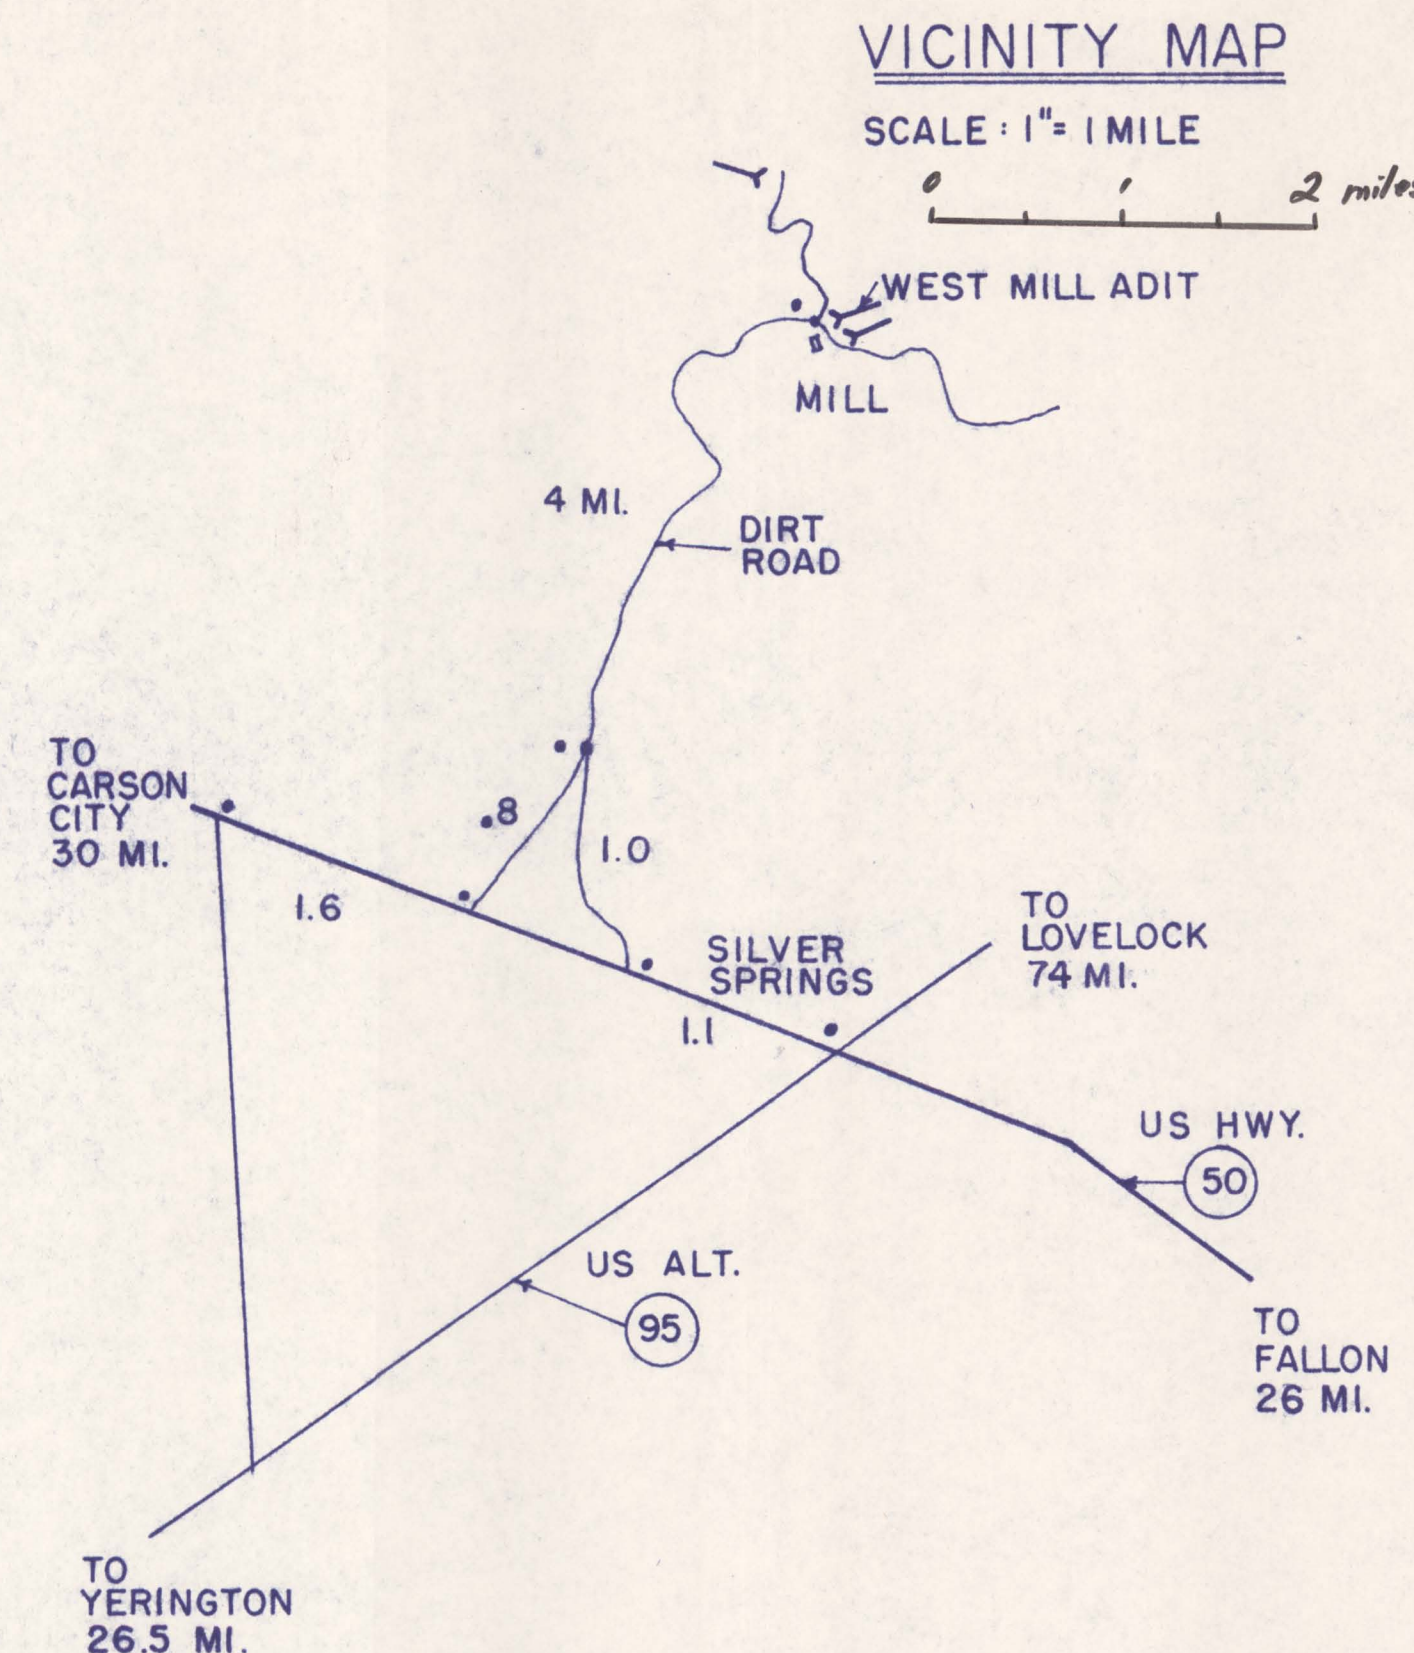 VICINITY MAP
SCALE : 1"= 1 MILE
0 1 2 miles
WEST MILL ADIT
MILL
4 MI.
DIRT
ROAD
TO
CARSON
CITY
30 MI.
.8
1.0
1.6
SILVER
SPRINGS
TO
LOVELOCK
74 MI.
1.1
US HWY.
50
US ALT.
95
TO
FALLON
26 MI.
TO
YERINGTON
26.5 MI.